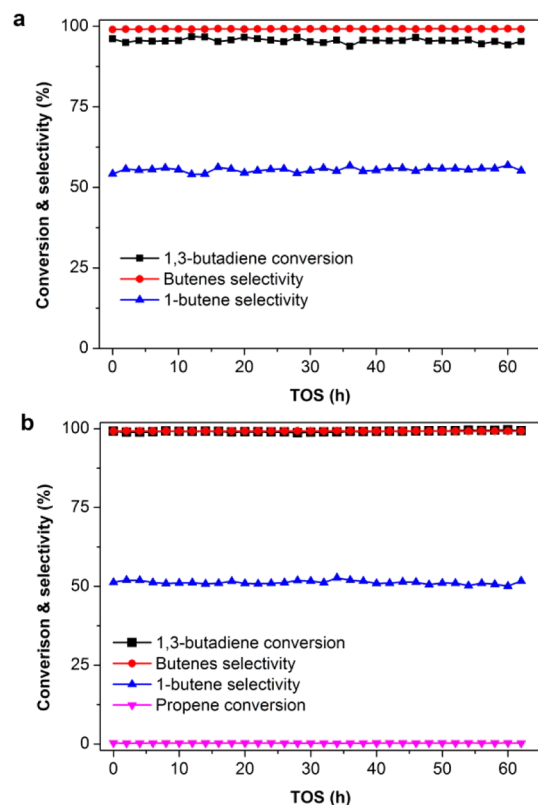 a
100
75
50
25
0
Conversion & selectivity (%)
1,3-butadiene conversion
Butenes selectivity
1-butene selectivity
0 10 20 30 40 50 60
TOS (h)
b
100
75
50
25
0
Converison & selectivity (%)
1,3-butadiene conversion
Butenes selectivity
1-butene selectivity
Propene conversion
0 10 20 30 40 50 60
TOS (h)